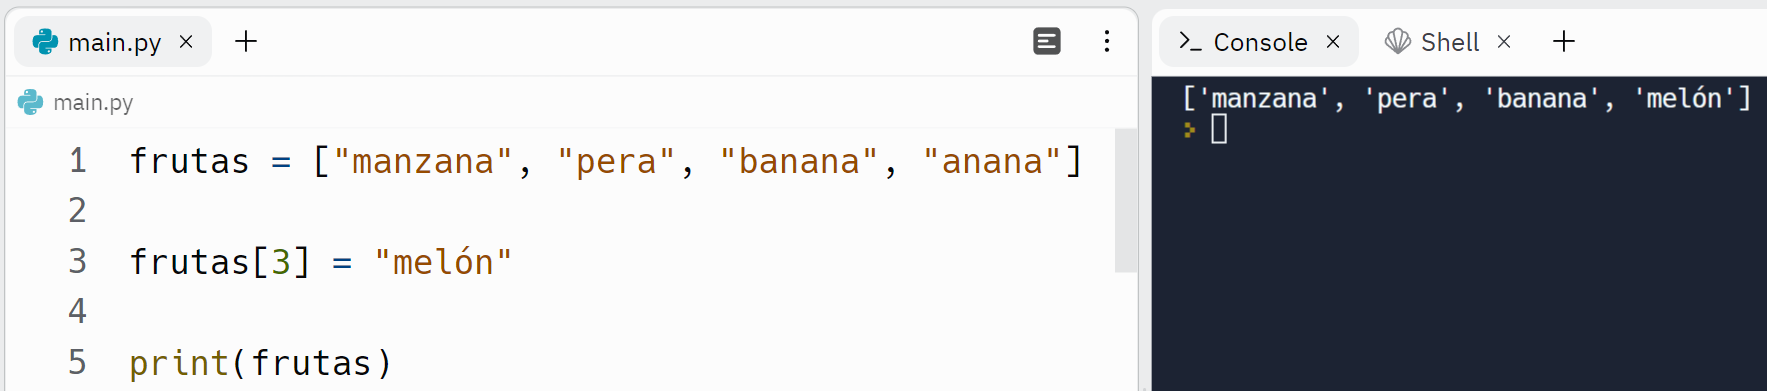 main.py
main.py
1 frutas = ["manzana", "pera", "banana", "anana"]
2
3 frutas[3] = "melón"
4
5 print(frutas)
Console
Shell
['manzana', 'pera', 'banana', 'melón']